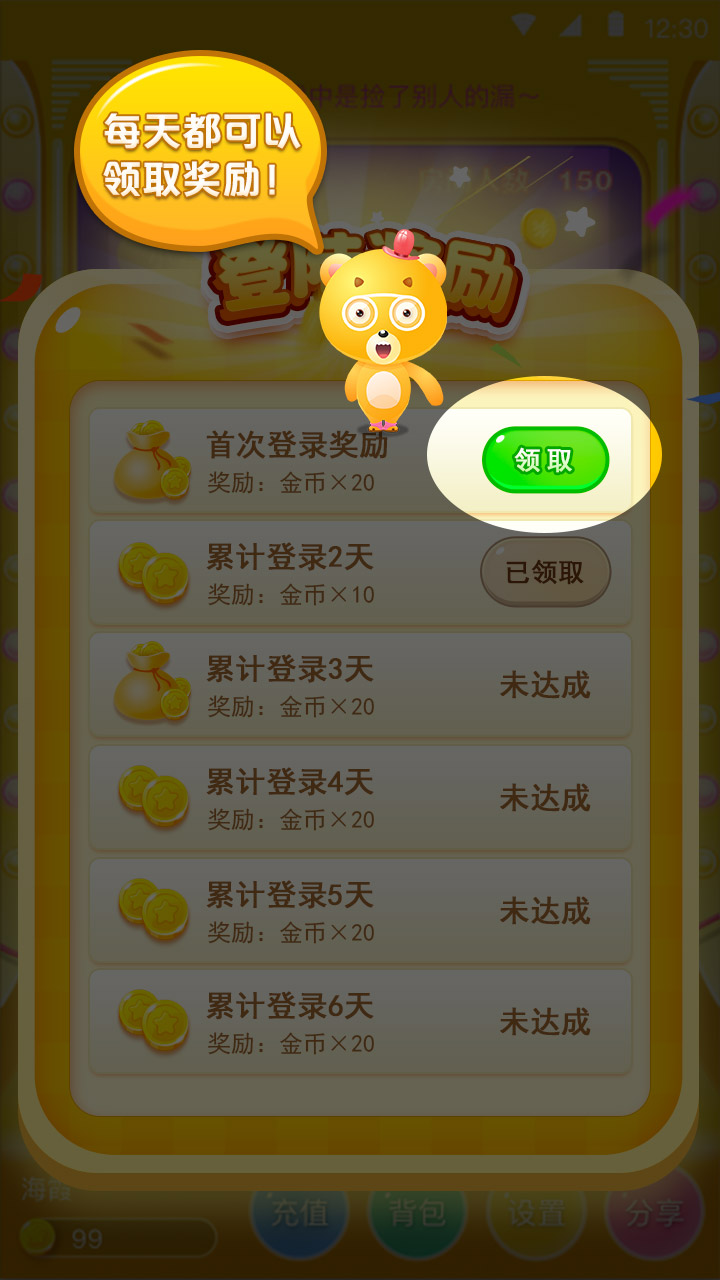 12:30
中是捡了别人的漏~
每天都可以
领取奖励！
150
登陆奖励
首次登录奖励
奖励：金币×20
领取
累计登录2天
奖励：金币×10
已领取
累计登录3天
奖励：金币×20
未达成
累计登录4天
奖励：金币×20
未达成
累计登录5天
奖励：金币×20
未达成
累计登录6天
奖励：金币×20
未达成
海霞
99
充值
背包
设置
分享